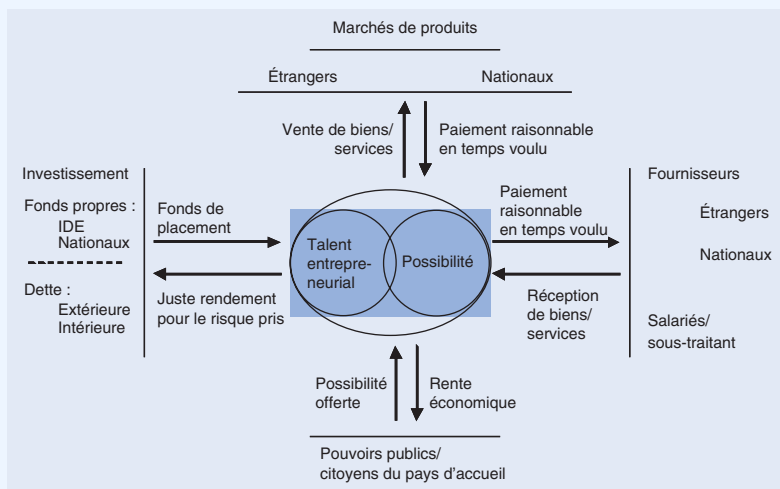 Marchés de produits
Étrangers
Nationaux
Vente de biens/
services
Paiement raisonnable
en temps voulu
Investissement
Fonds propres :
IDE
Nationaux
Dette :
Extérieure
Intérieure
Fonds de
placement
Juste rendement
pour le risque pris
Talent
entrepre-
neurial
Possibilité
Paiement
raisonnable
en temps voulu
Réception
de biens/
services
Fournisseurs
Étrangers
Nationaux
Salariés/
sous-traitant
Possibilité
offerte
Rente
économique
Pouvoirs publics/
citoyens du pays d'accueil